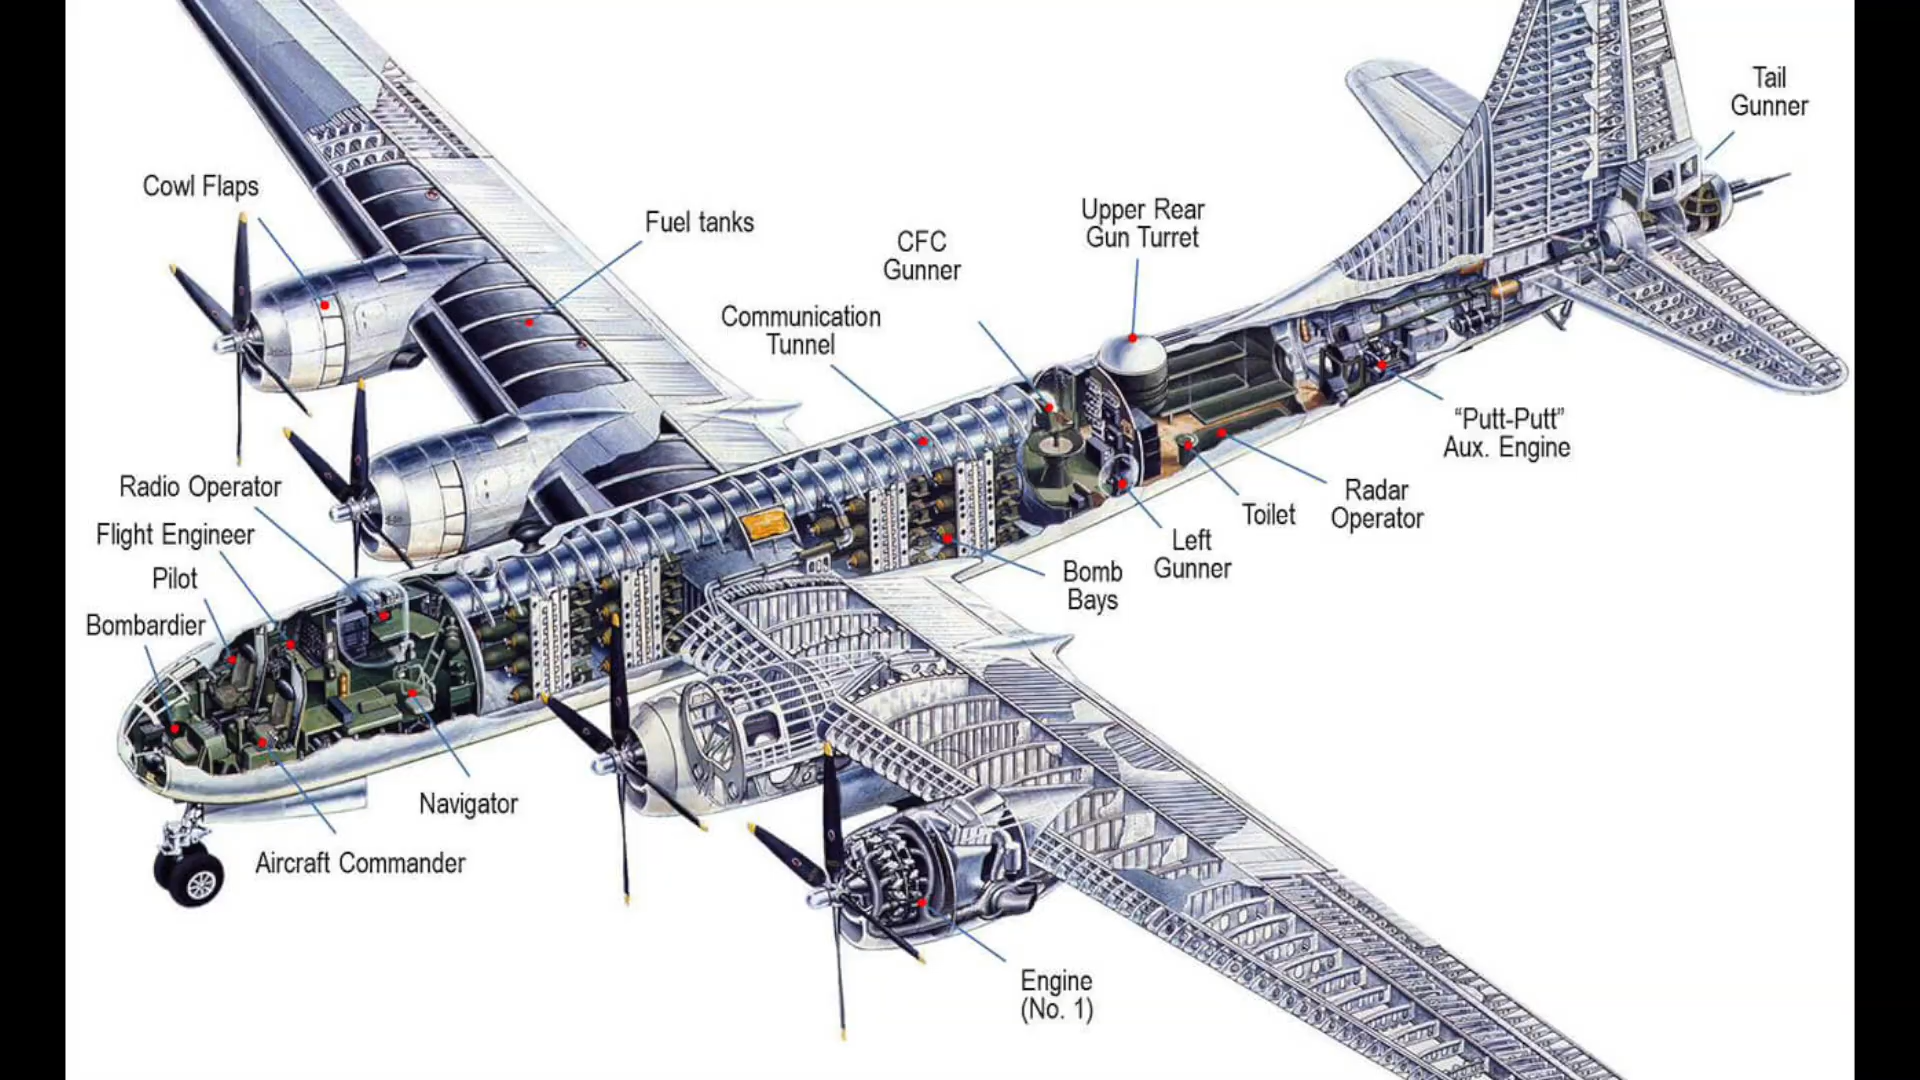 Tail
Gunner
Cowl Flaps
Fuel tanks
Upper Rear
Gun Turret
CFC
Gunner
Communication
Tunnel
"Putt-Putt"
Aux. Engine
Radio Operator
Flight Engineer
Pilot
Bombardier
Radar
Operator
Toilet
Left
Gunner
Bomb
Bays
Navigator
Aircraft Commander
Engine
(No. 1)